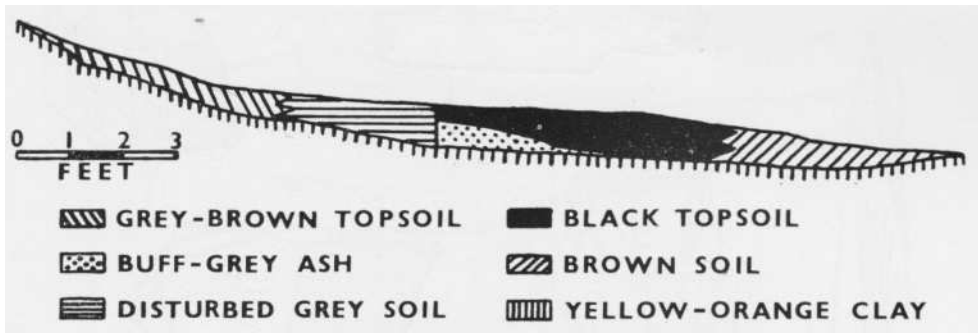 0 1 2 3
FEET
GREY-BROWN TOPSOIL BLACK TOPSOIL
BUFF-GREY ASH BROWN SOIL
DISTURBED GREY SOIL YELLOW-ORANGE CLAY